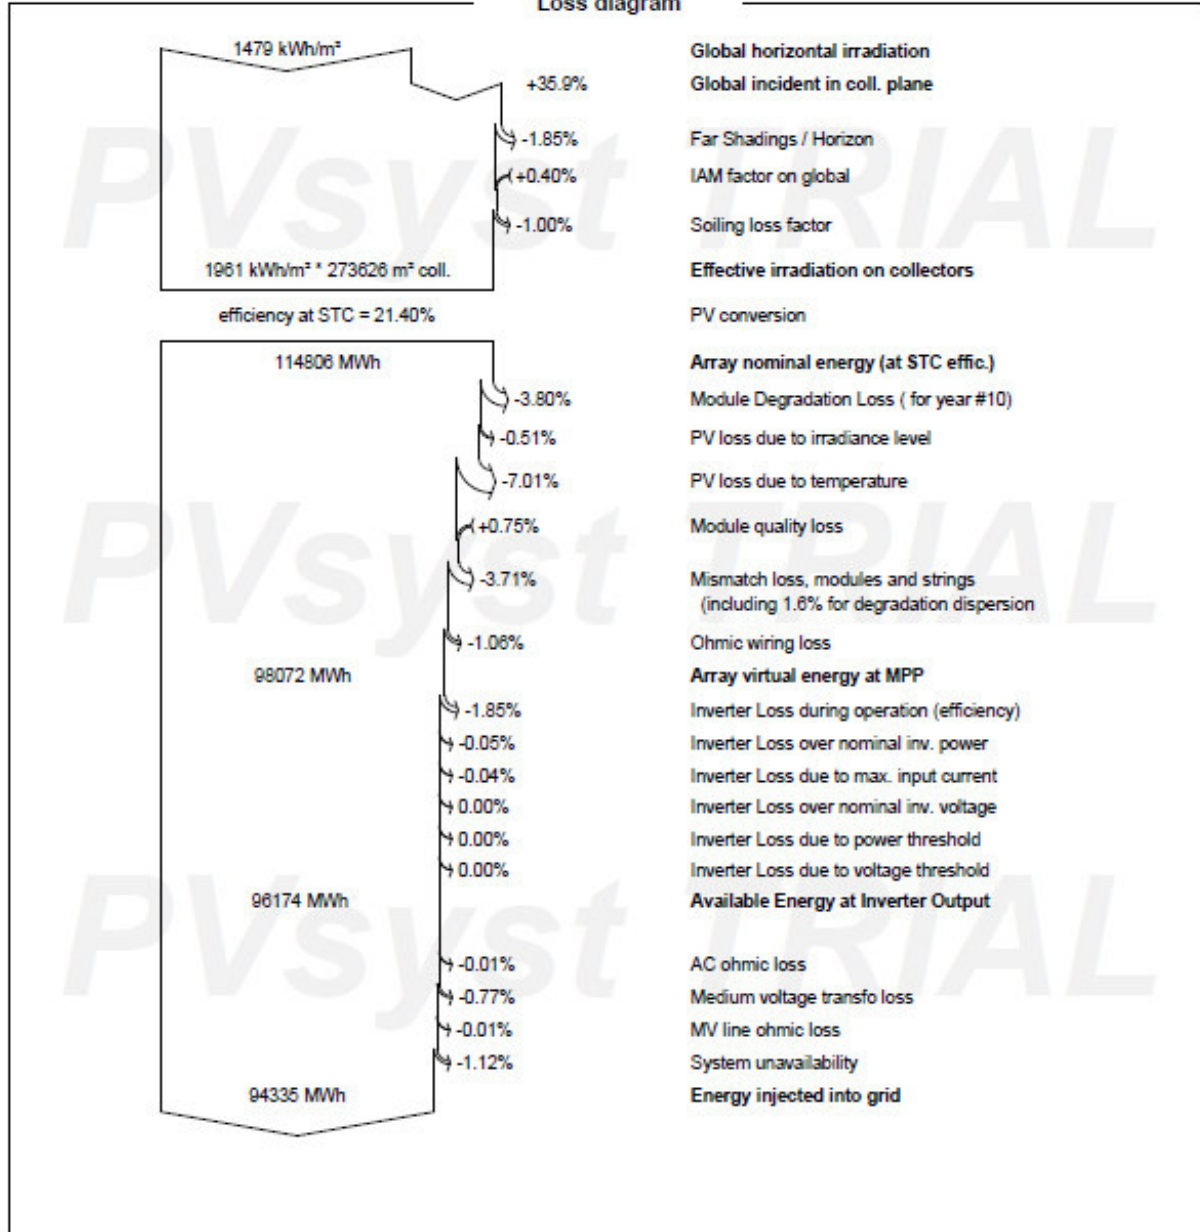 Loss diagram
1479 kWh/m² Global horizontal irradiation
+35.9% Global incident in coll. plane
-1.85% Far Shadings / Horizon
+0.40% IAM factor on global
-1.00% Soiling loss factor
1961 kWh/m² * 273626 m² coll. Effective irradiation on collectors
efficiency at STC = 21.40% PV conversion
114806 MWh Array nominal energy (at STC effic.)
-3.80% Module Degradation Loss ( for year #10)
-0.51% PV loss due to irradiance level
-7.01% PV loss due to temperature
+0.75% Module quality loss
-3.71% Mismatch loss, modules and strings
(including 1.6% for degradation dispersion
-1.06% Ohmic wiring loss
98072 MWh Array virtual energy at MPP
-1.85% Inverter Loss during operation (efficiency)
-0.05% Inverter Loss over nominal inv. power
-0.04% Inverter Loss due to max. input current
0.00% Inverter Loss over nominal inv. voltage
0.00% Inverter Loss due to power threshold
0.00% Inverter Loss due to voltage threshold
96174 MWh Available Energy at Inverter Output
-0.01% AC ohmic loss
-0.77% Medium voltage transfo loss
-0.01% MV line ohmic loss
-1.12% System unavailability
94335 MWh Energy injected into grid
PVsyst TRIAL
PVsyst TRIAL
PVsyst TRIAL